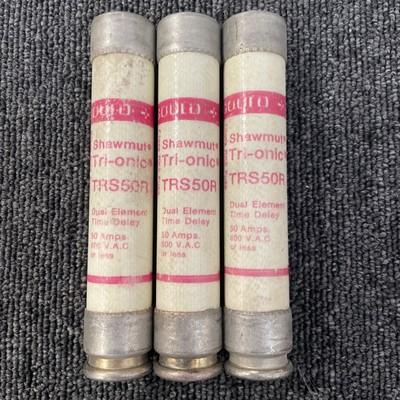 GOULD
Shawmut
Tri-onic
TRS50R
Dual Element
Time Delay
50 Amps.
600 V.A.C
or less
GOULD
Shawmut
Tri-onic
TRS50R
Dual Element
Time Delay
50 Amps.
600 V.A.C
or less
GOULD
Shawmut
Tri-onic
TRS50R
Dual Element
Time Delay
50 Amps.
600 V.A.C
or less